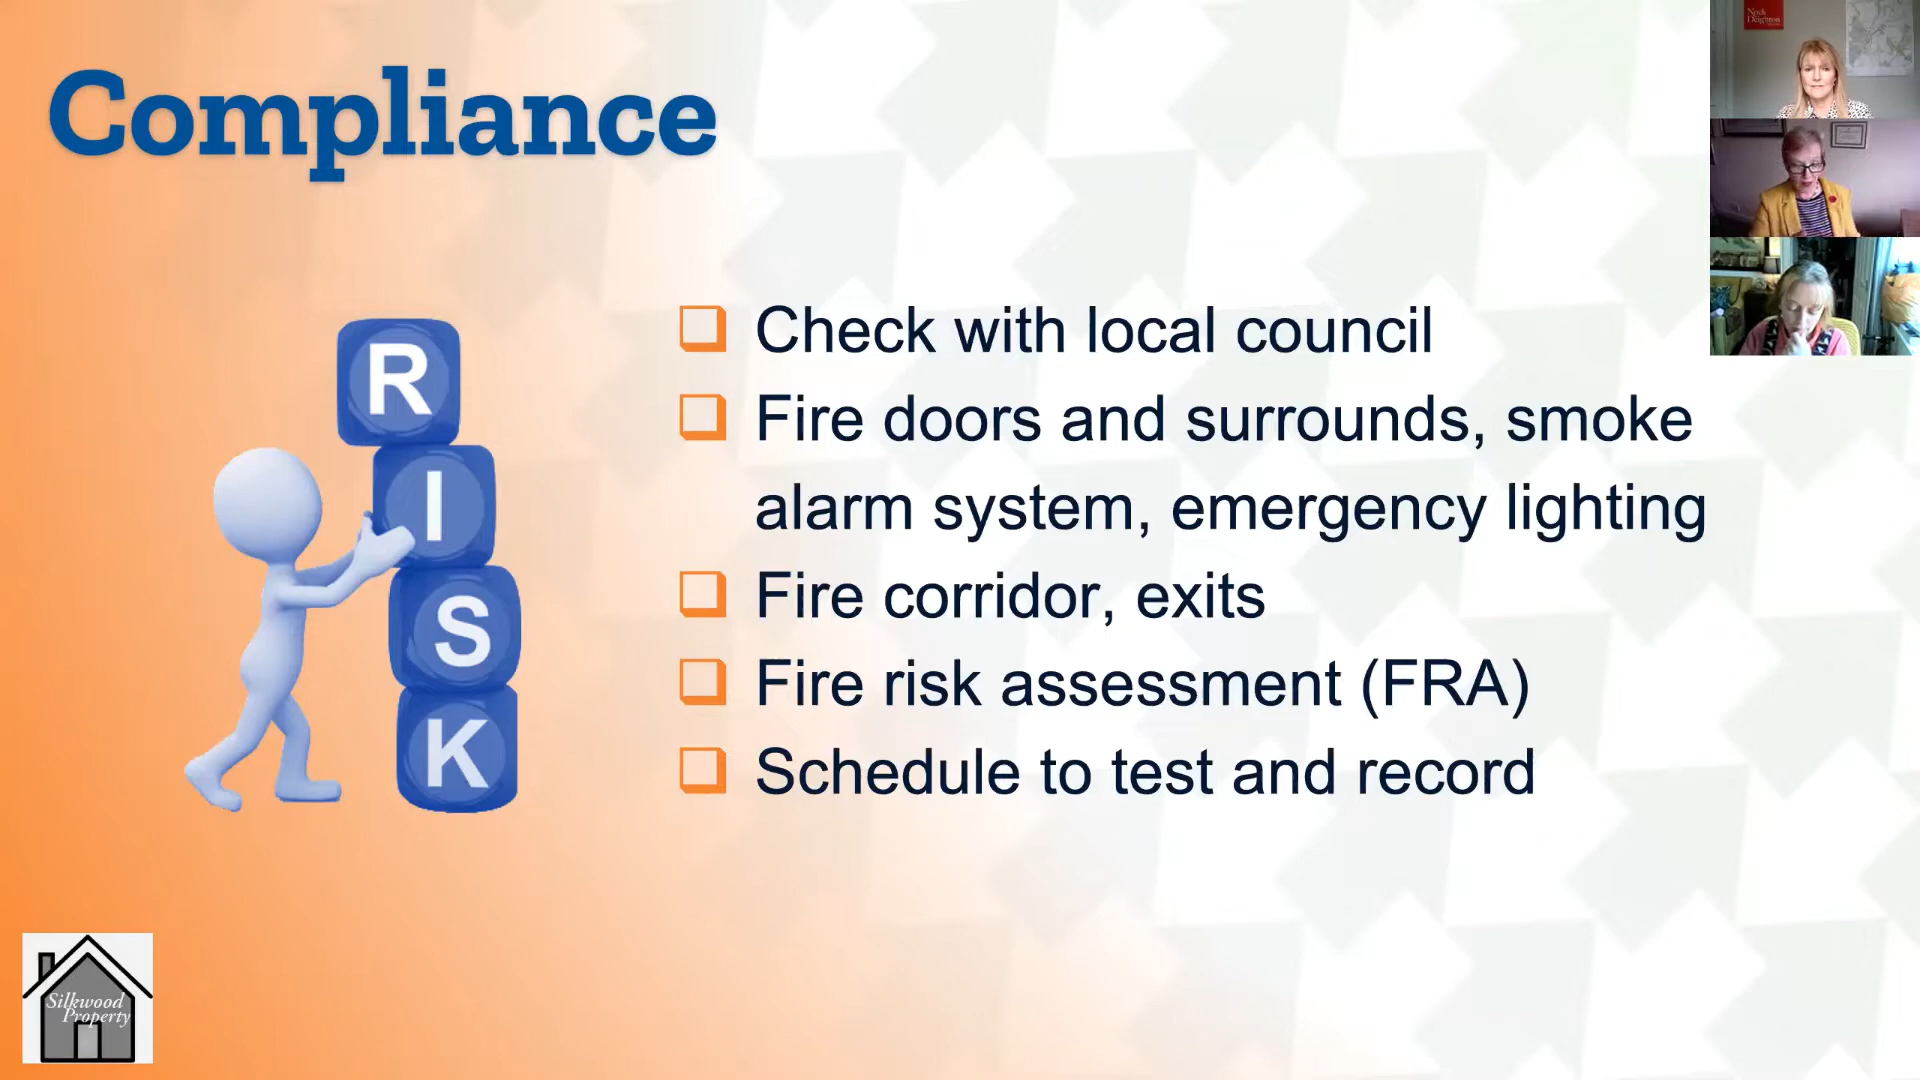 Compliance
R
I
S
K
Check with local council
Fire doors and surrounds, smoke
alarm system, emergency lighting
Fire corridor, exits
Fire risk assessment (FRA)
Schedule to test and record
Silkwood
Property
Deighton